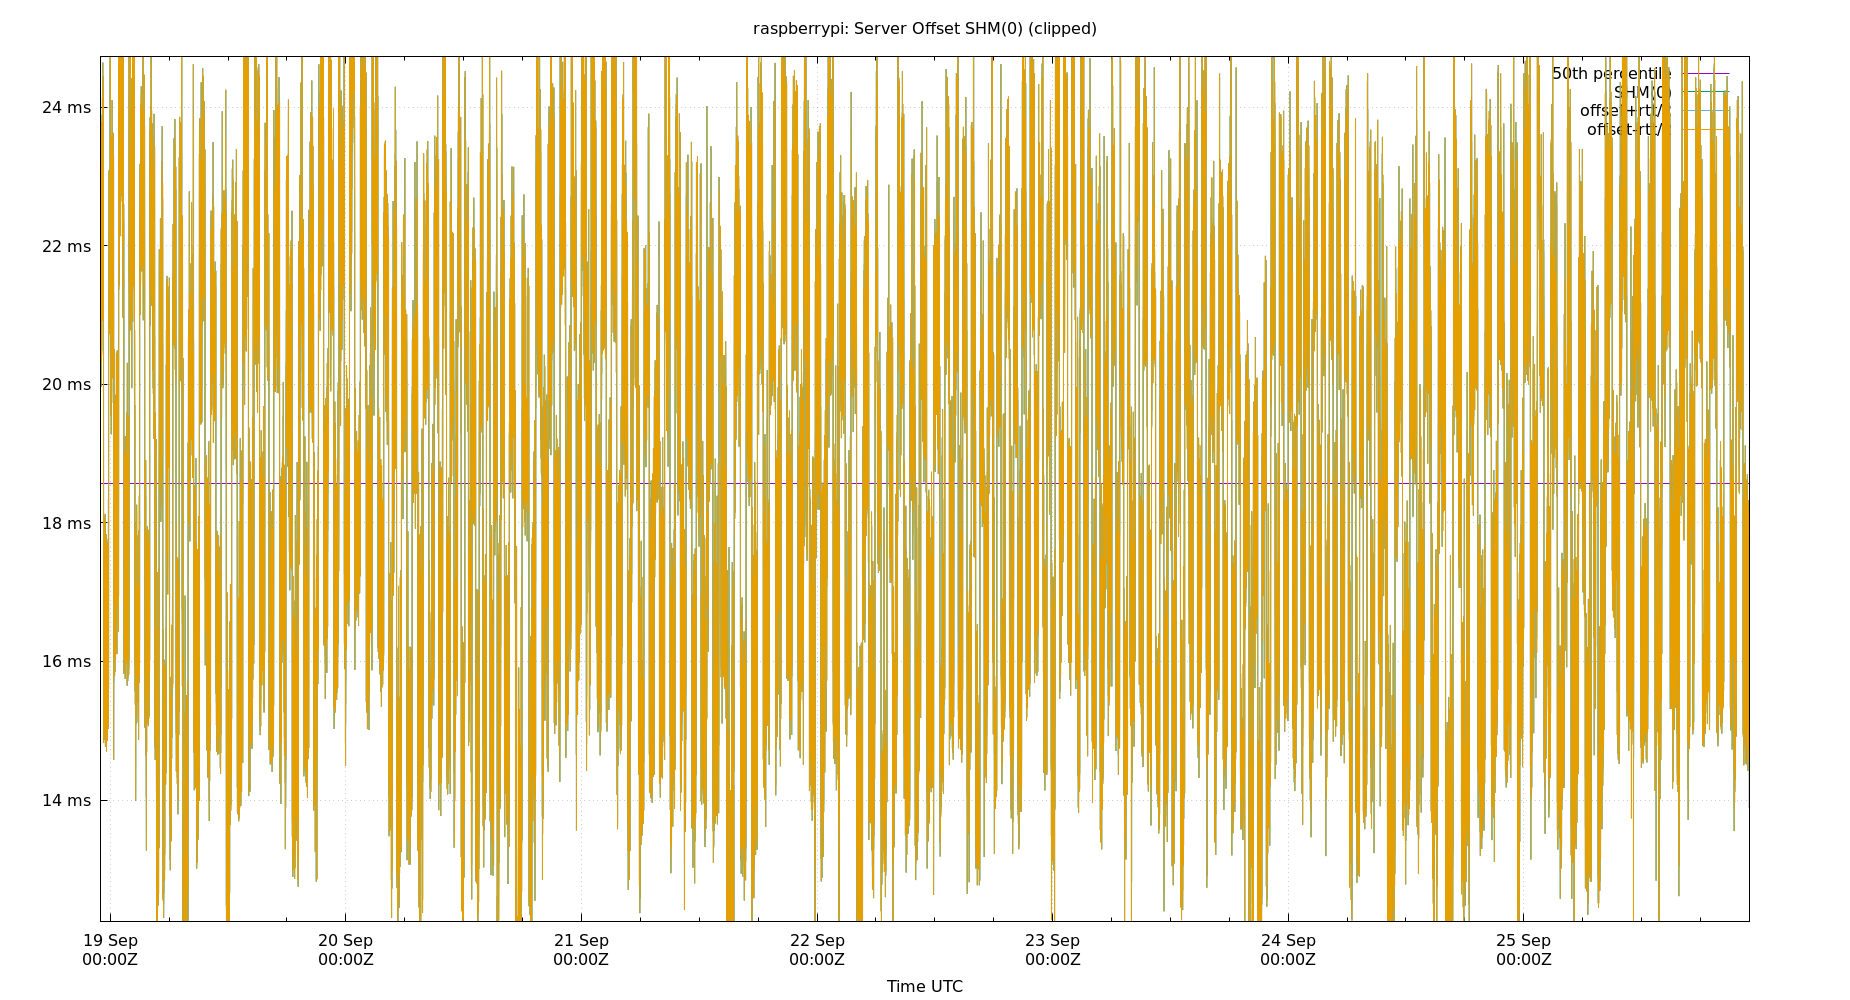 raspberrypi: Server Offset SHM(0) (clipped)
50th percentile
SHM(0)
offset+rtt/2
offset-rtt/2
24 ms
22 ms
20 ms
18 ms
16 ms
14 ms
19 Sep 20 Sep 21 Sep 22 Sep 23 Sep 24 Sep 25 Sep
00:00Z 00:00Z 00:00Z 00:00Z 00:00Z 00:00Z 00:00Z
Time UTC